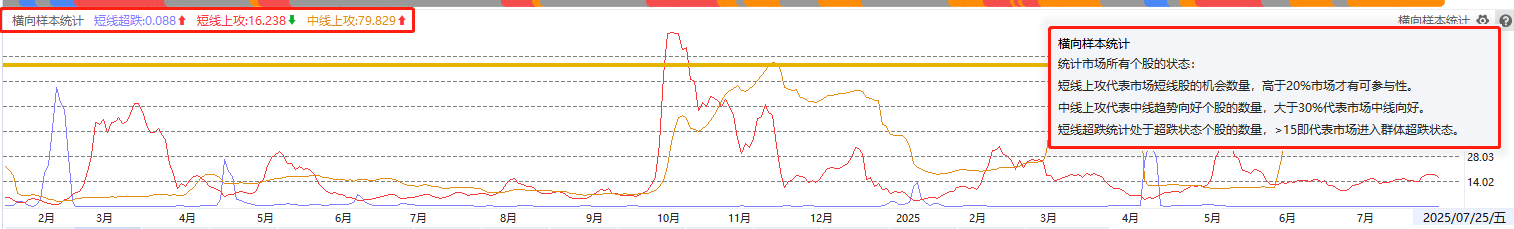 横向样本统计 短线超跌:0.088 短线上攻:16.238 中线上攻:79.829
横向样本统计
横向样本统计
统计市场所有个股的状态：
短线上攻代表市场短线股的机会数量，高于20%市场才有可参与性。
中线上攻代表中线趋势向好个股的数量，大于30%代表市场中线向好。
短线超跌统计处于超跌状态个股的数量，>15即代表市场进入群体超跌状态。
28.03
14.02
2月 3月 4月 5月 6月 7月 8月 9月 10月 11月 12月 2025 2月 3月 4月 5月 6月 7月 2025/07/25/五